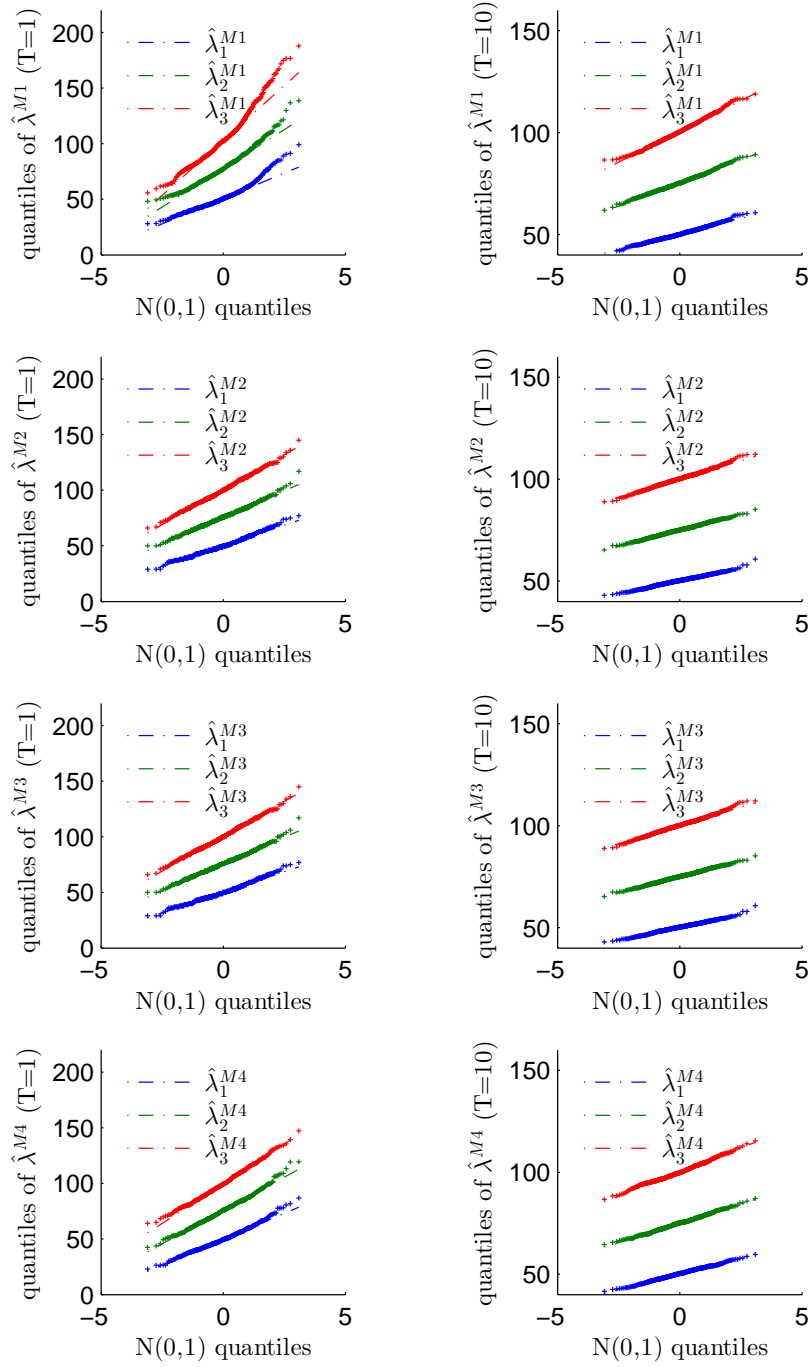 quantiles of λ̂^{M1} (T=1)
200
150
100
50
0
λ̂_1^{M1}
λ̂_2^{M1}
λ̂_3^{M1}
−5 0 5
N(0,1) quantiles
quantiles of λ̂^{M1} (T=10)
150
100
50
λ̂_1^{M1}
λ̂_2^{M1}
λ̂_3^{M1}
−5 0 5
N(0,1) quantiles
quantiles of λ̂^{M2} (T=1)
200
150
100
50
0
λ̂_1^{M2}
λ̂_2^{M2}
λ̂_3^{M2}
−5 0 5
N(0,1) quantiles
quantiles of λ̂^{M2} (T=10)
150
100
50
λ̂_1^{M2}
λ̂_2^{M2}
λ̂_3^{M2}
−5 0 5
N(0,1) quantiles
quantiles of λ̂^{M3} (T=1)
200
150
100
50
0
λ̂_1^{M3}
λ̂_2^{M3}
λ̂_3^{M3}
−5 0 5
N(0,1) quantiles
quantiles of λ̂^{M3} (T=10)
150
100
50
λ̂_1^{M3}
λ̂_2^{M3}
λ̂_3^{M3}
−5 0 5
N(0,1) quantiles
quantiles of λ̂^{M4} (T=1)
200
150
100
50
0
λ̂_1^{M4}
λ̂_2^{M4}
λ̂_3^{M4}
−5 0 5
N(0,1) quantiles
quantiles of λ̂^{M4} (T=10)
150
100
50
λ̂_1^{M4}
λ̂_2^{M4}
λ̂_3^{M4}
−5 0 5
N(0,1) quantiles